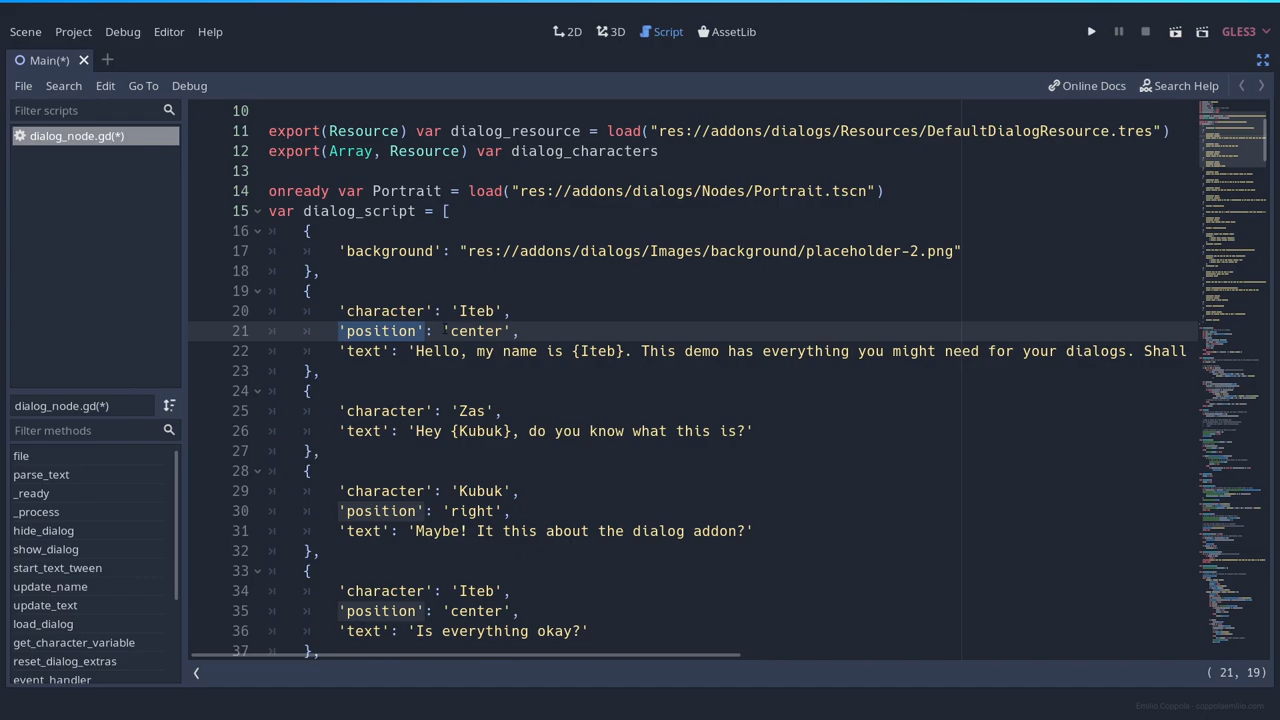 Scene Project Debug Editor Help 2D 3D Script AssetLib GLES3
Main(*)
File Search Edit Go To Debug Online Docs Search Help
Filter scripts
dialog_node.gd(*)
dialog_node.gd(*)
Filter methods
file
parse_text
_ready
_process
hide_dialog
show_dialog
start_text_tween
update_name
update_text
load_dialog
get_character_variable
reset_dialog_extras
event_handler
10
11 export(Resource) var dialog_resource = load("res://addons/dialogs/Resources/DefaultDialogResource.tres")
12 export(Array, Resource) var dialog_characters
13
14 onready var Portrait = load("res://addons/dialogs/Nodes/Portrait.tscn")
15 var dialog_script = [
16 {
17 'background': "res://addons/dialogs/Images/background/placeholder-2.png"
18 },
19 {
20 'character': 'Iteb',
21 'position': 'center',
22 'text': 'Hello, my name is {Iteb}. This demo has everything you might need for your dialogs. Shall
23 },
24 {
25 'character': 'Zas',
26 'text': 'Hey {Kubuk}, do you know what this is?'
27 },
28 {
29 'character': 'Kubuk',
30 'position': 'right',
31 'text': 'Maybe! It this about the dialog addon?'
32 },
33 {
34 'character': 'Iteb',
35 'position': 'center',
36 'text': 'Is everything okay?'
37 },
( 21, 19)
Emilio Coppola - coppolaemilio.com